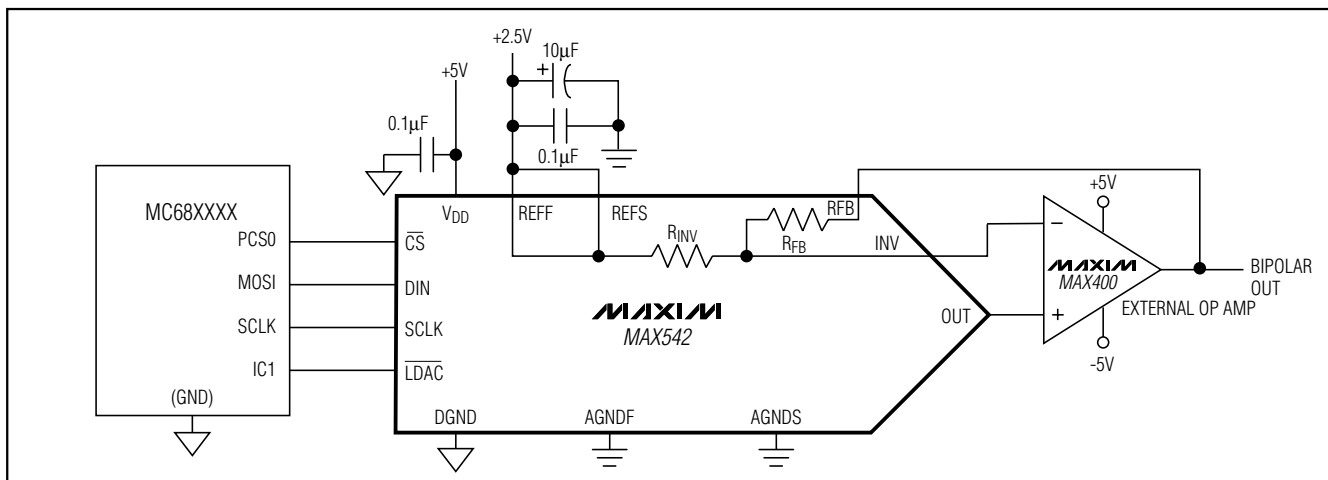 +2.5V
10µF
+
+5V
0.1µF
0.1µF
MC68XXXX
PCS0
MOSI
SCLK
IC1
(GND)
VDD
REFF
REFS
RFB
RINV
RFB
INV
CS
DIN
SCLK
LDAC
MAXIM
MAX542
OUT
DGND
AGNDF
AGNDS
+5V
−
MAXIM
MAX400
EXTERNAL OP AMP
+
-5V
BIPOLAR
OUT